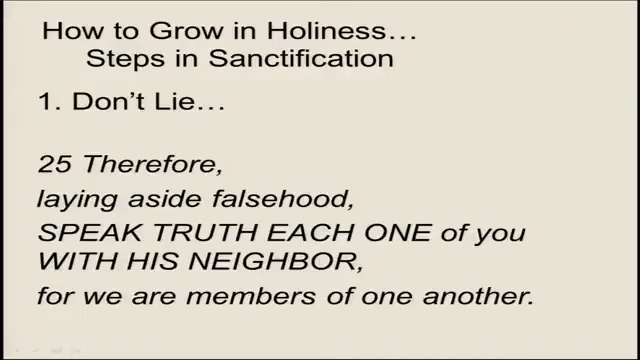 How to Grow in Holiness…
Steps in Sanctification
1. Don’t Lie…
25 Therefore,
laying aside falsehood,
SPEAK TRUTH EACH ONE of you
WITH HIS NEIGHBOR,
for we are members of one another.